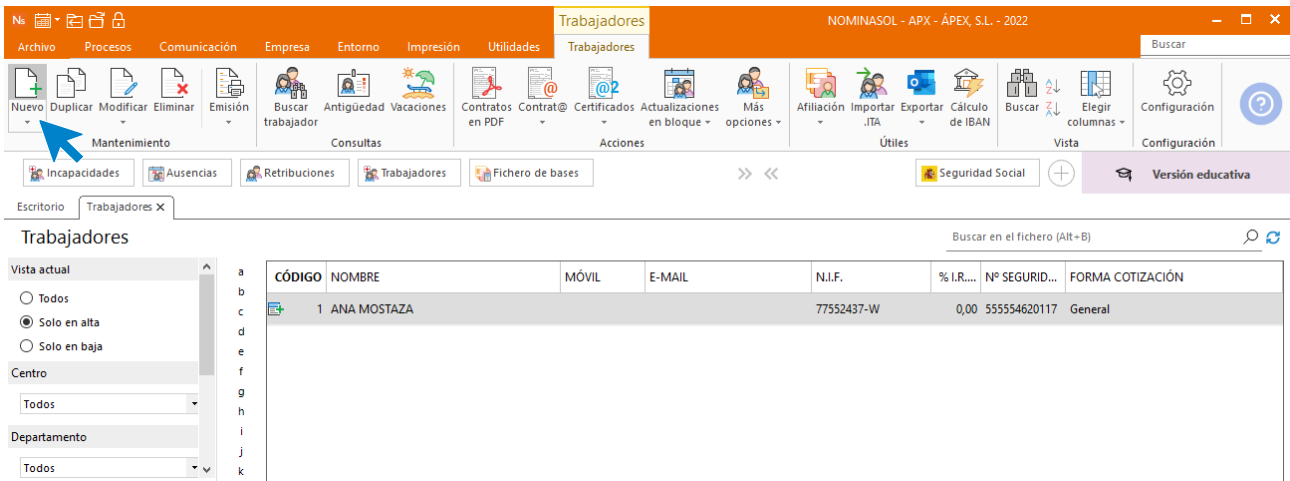 Ns
Trabajadores
NOMINASOL - APX - ÁPEX, S.L. - 2022
Archivo Procesos Comunicación Empresa Entorno Impresión Utilidades Trabajadores
Buscar
Nuevo Duplicar Modificar Eliminar Emisión
Mantenimiento
Buscar trabajador Antigüedad Vacaciones
Consultas
Contratos en PDF Contrat@ Certificados Actualizaciones en bloque Más opciones
Acciones
Afiliación Importar .ITA Exportar Cálculo de IBAN
Útiles
Buscar Elegir columnas
Vista
Configuración
Configuración
Incapacidades Ausencias Retribuciones Trabajadores Fichero de bases Seguridad Social Versión educativa
Escritorio Trabajadores
Trabajadores
Buscar en el fichero (Alt+B)
Vista actual
Todos
Solo en alta
Solo en baja
Centro
Todos
Departamento
Todos
a
b
c
d
e
f
g
h
i
j
k
CÓDIGO NOMBRE MÓVIL E-MAIL N.I.F. % I.R.... Nº SEGURID... FORMA COTIZACIÓN
1 ANA MOSTAZA 77552437-W 0,00 555554620117 General